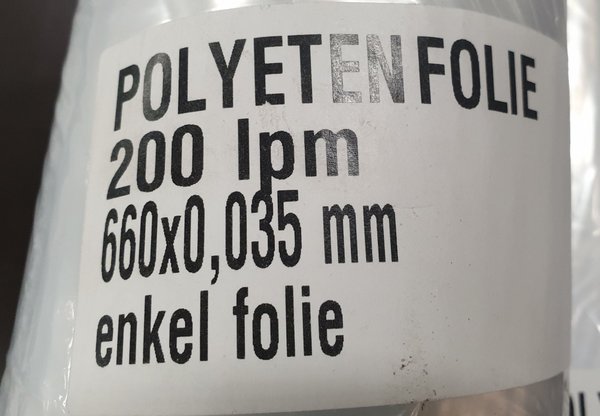 POLYETENFOLIE
200 lpm
660x0,035 mm
enkel folie